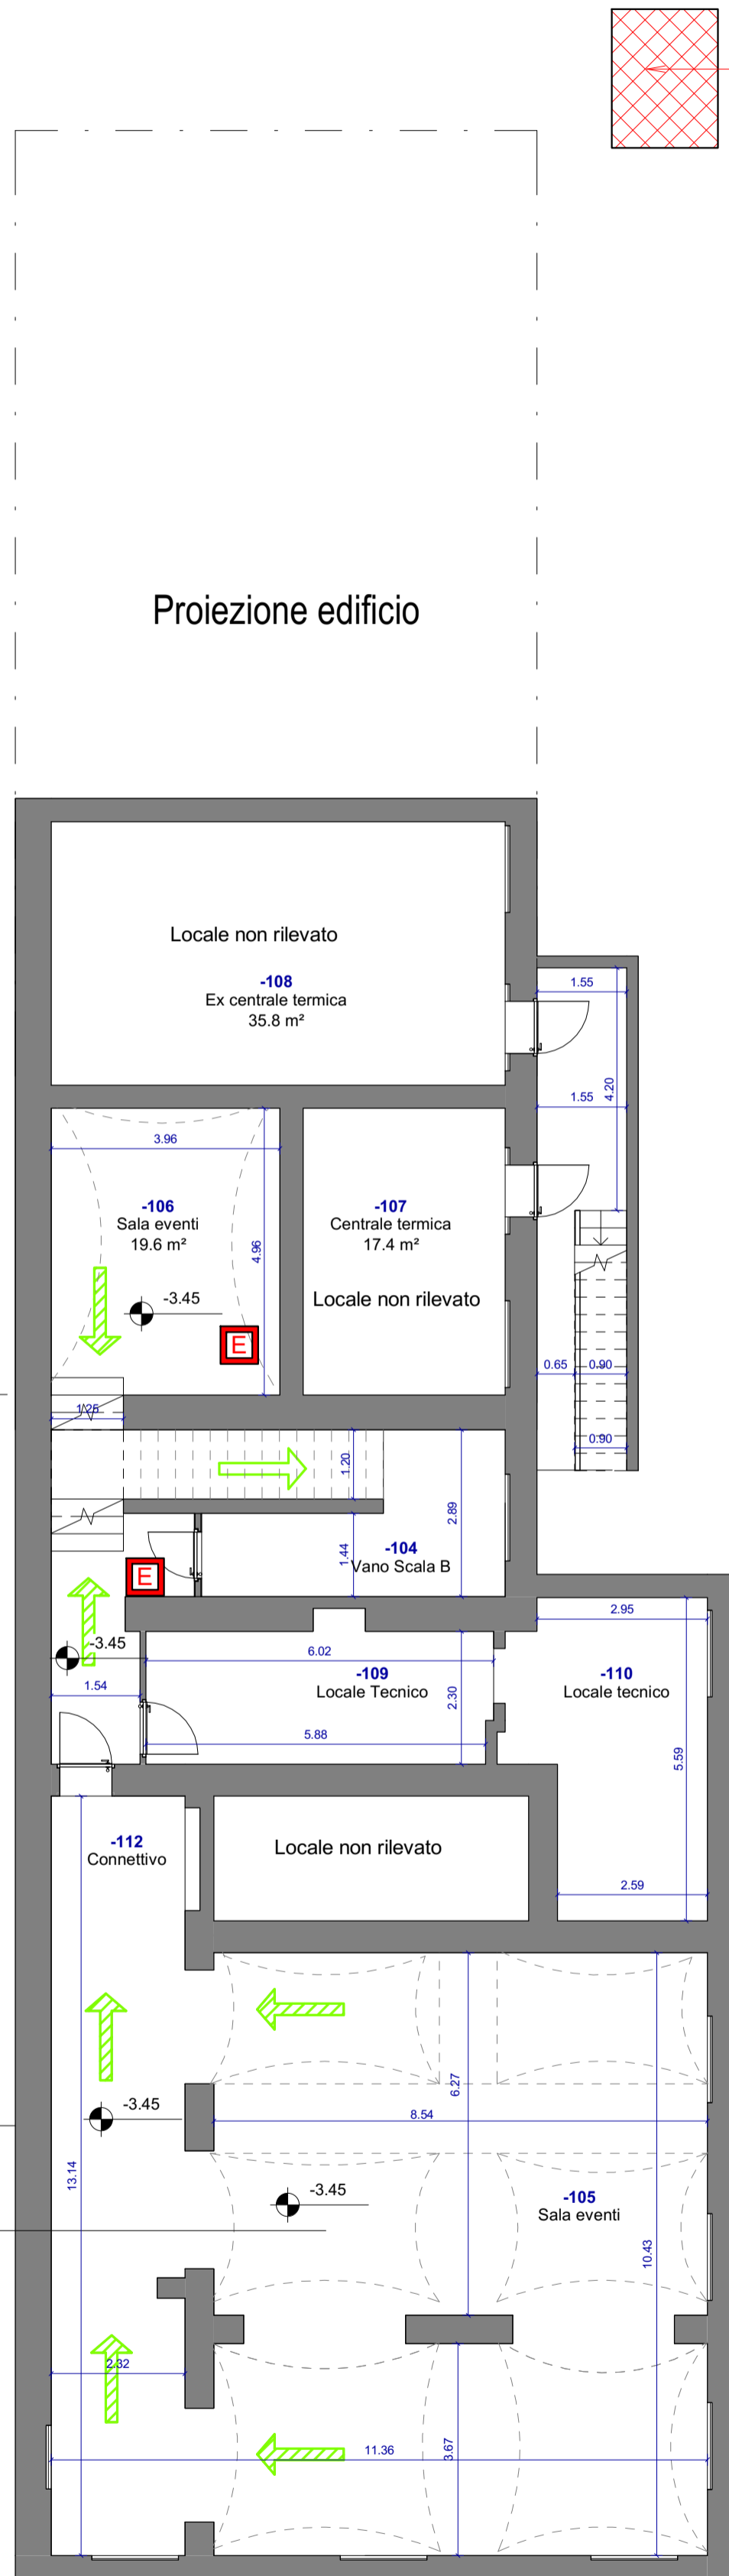 Proiezione edificio
Locale non rilevato
-108
Ex centrale termica
35.8 m²
1.55
4.20
1.55
3.96
-106
Sala eventi
19.6 m²
4.96
-107
Centrale termica
17.4 m²
-3.45
Locale non rilevato
E
0.65
0.90
1.25
0.90
1.20
2.89
1.44
-104
Vano Scala B
E
2.95
-3.45
6.02
-109
Locale Tecnico
-110
Locale tecnico
1.54
2.30
5.88
5.59
-112
Connettivo
Locale non rilevato
2.59
6.27
-3.45
8.54
13.14
-3.45
-105
Sala eventi
10.43
2.32
11.36
3.67